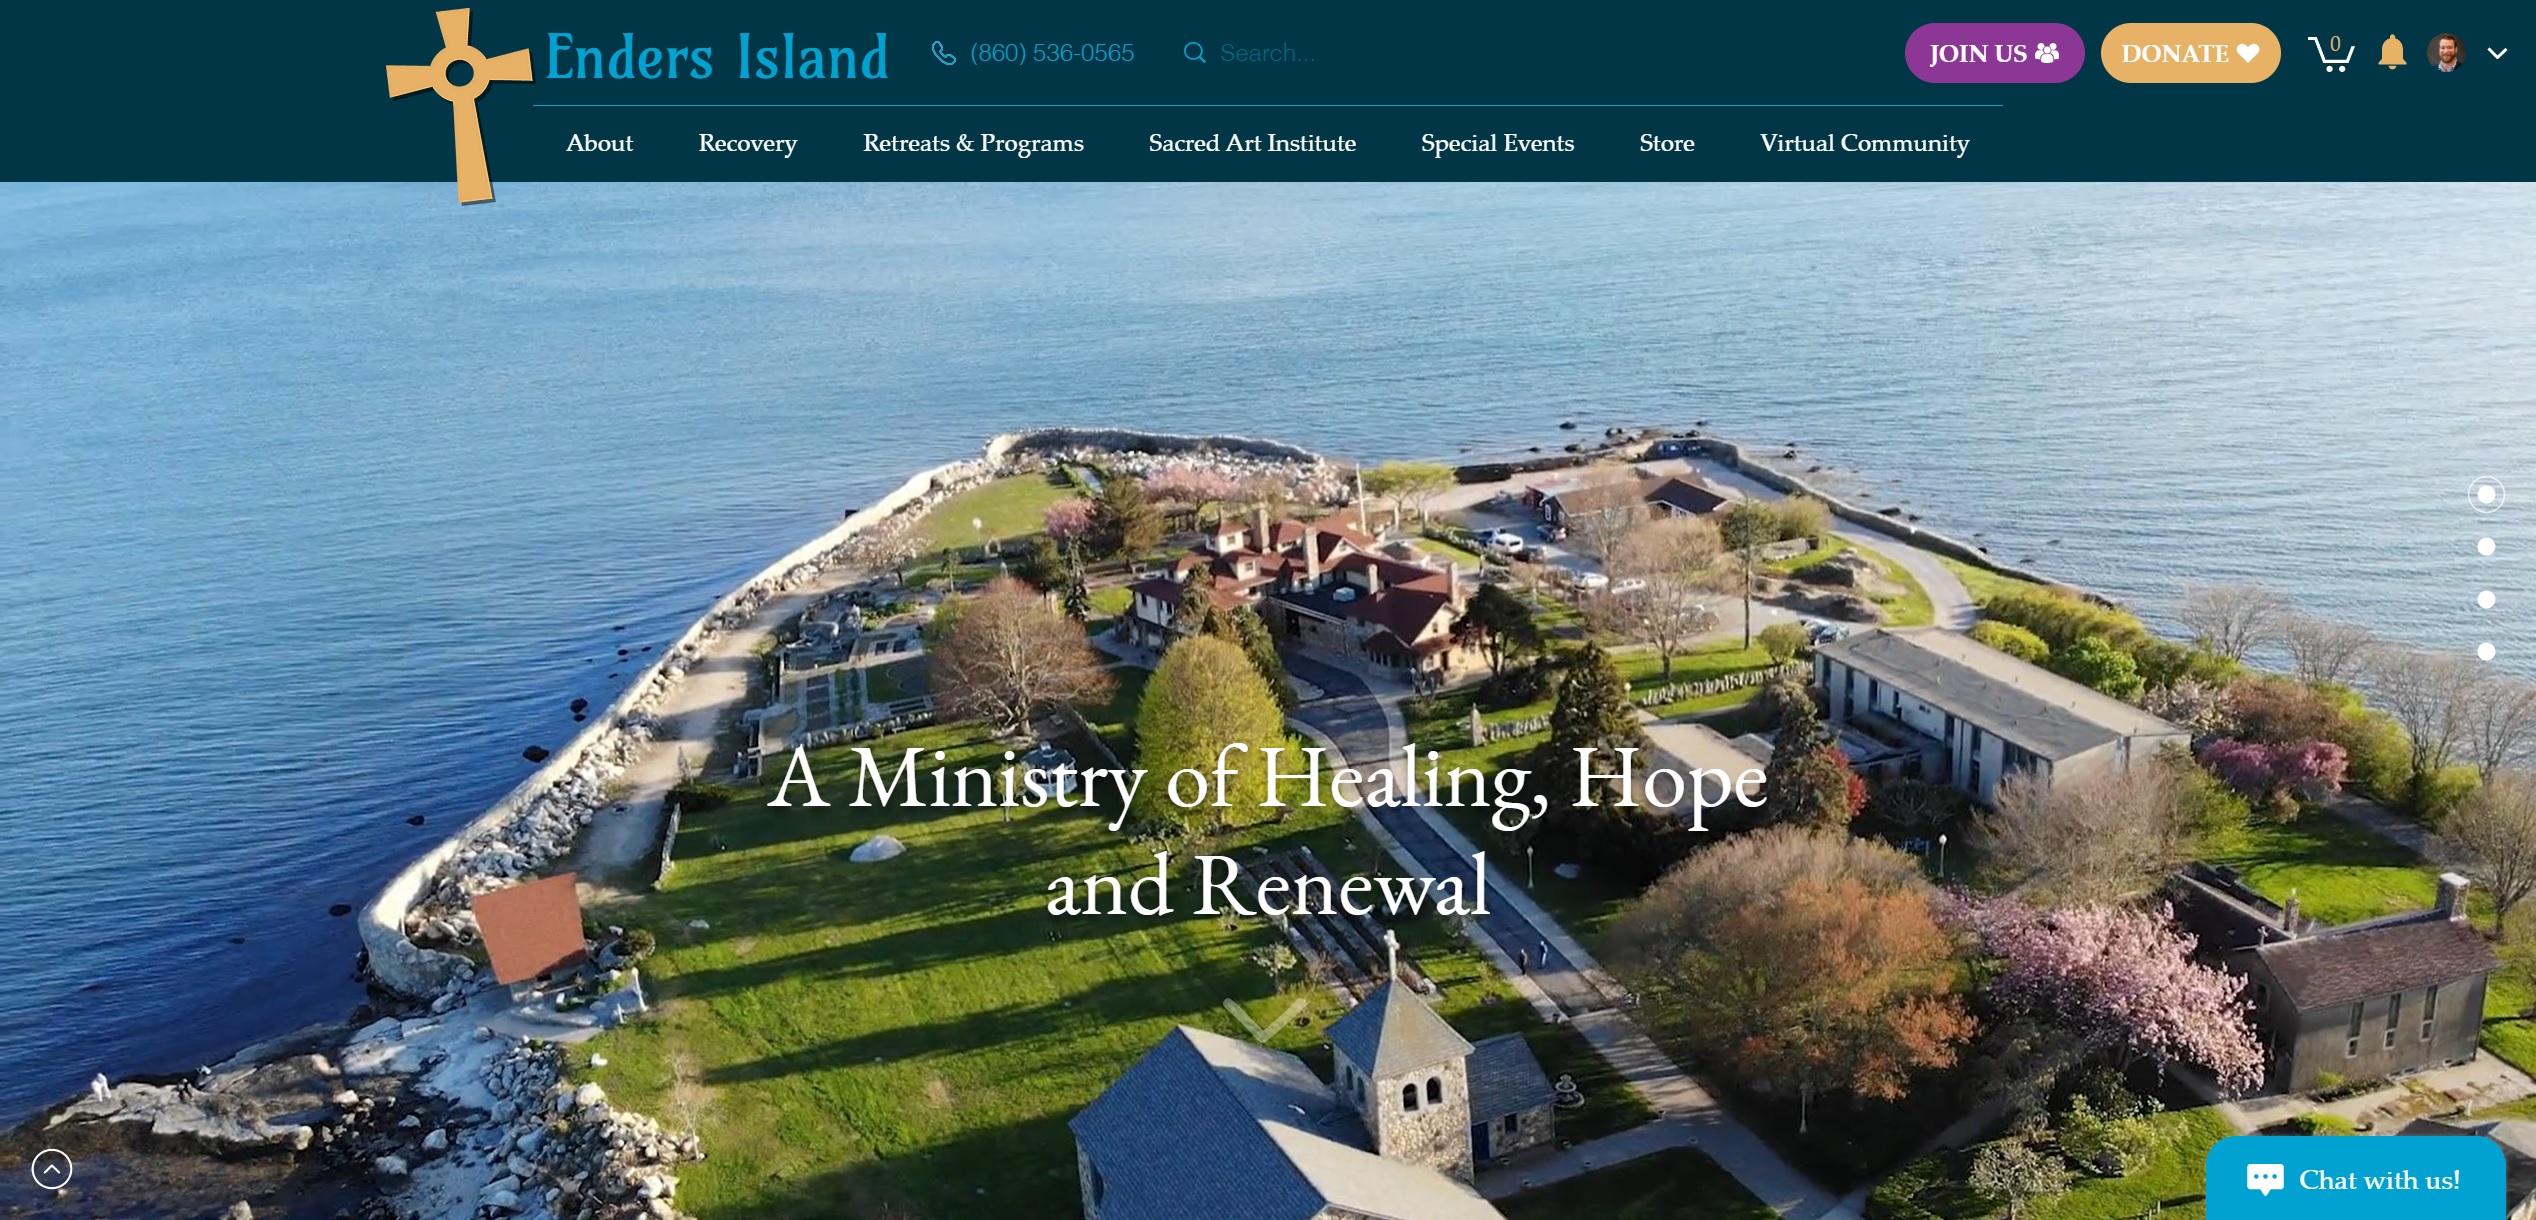 Enders Island
(860) 536-0565
Search...
JOIN US
DONATE
0
About
Recovery
Retreats & Programs
Sacred Art Institute
Special Events
Store
Virtual Community
A Ministry of Healing, Hope
and Renewal
Chat with us!